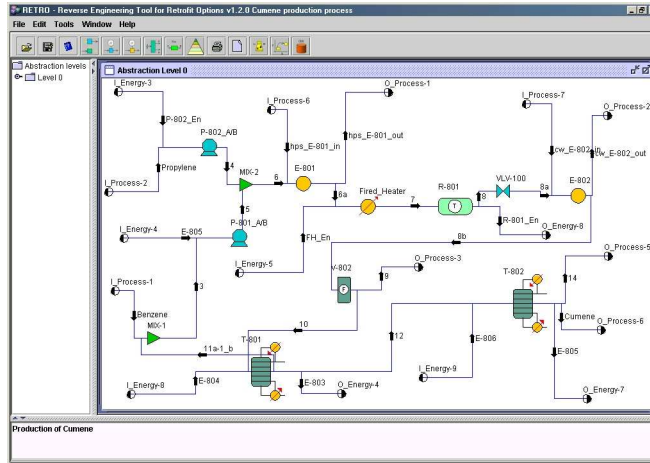 RETRO - Reverse Engineering Tool for Retrofit Options v1.2.0 Cumene production process
File Edit Tools Window Help
Abstraction levels
Level 0
Abstraction Level 0
I_Energy-3
O_Process-1
I_Process-6
I_Process-7
O_Process-2
P-802_En
P-802_A/B
hps_E-801_in
hps_E-801_out
cw_E-802_in
cw_E-802_out
Propylene
4
MIX-2
E-801
VLV-100
E-802
I_Process-2
6
6a
Fired_Heater
R-801
8
8a
5
7
T
P-801_A/B
R-801_En
I_Energy-4
E-805
FH_En
O_Energy-8
8b
I_Energy-5
V-802
O_Process-3
O_Process-5
I_Process-1
3
F
9
T-802
14
Benzene
MIX-1
10
12
Cumene
O_Process-6
T-801
11a-1_b
E-806
E-805
I_Energy-9
I_Energy-8
E-804
E-803
O_Energy-4
O_Energy-7
Production of Cumene